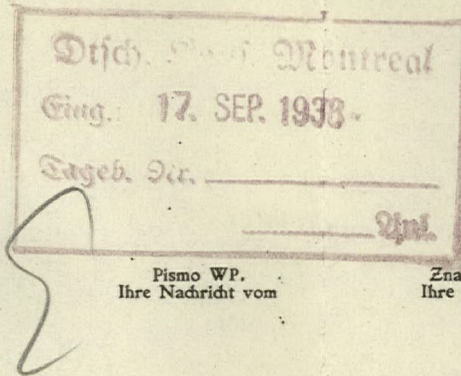 Dtsch. Montreal
Eing. 17. SEP. 1938
Tageb. Nr.
Anl.
Pismo WP.
Ihre Nachricht vom
Zna
Ihre